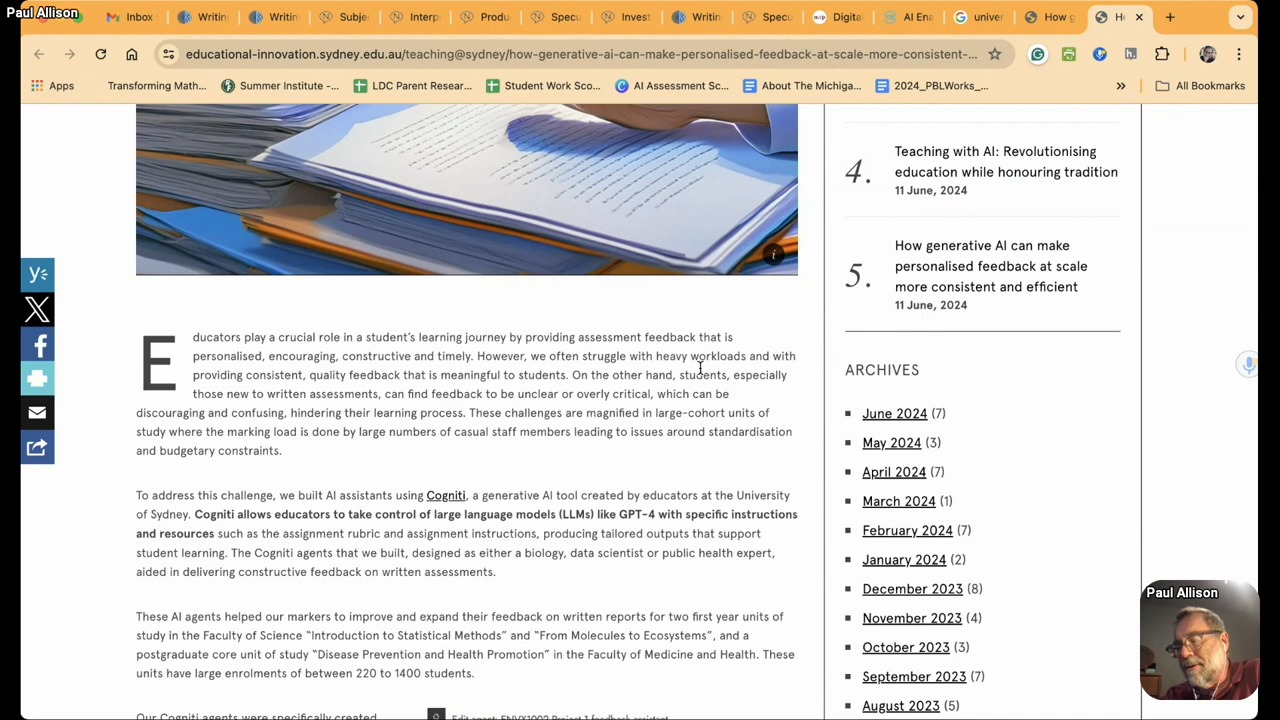 Paul Allison
Inbox
Writin
Writin
Subje
Interp
Produ
Specu
Invest
Writin
Specu
Digita
AI Ena
univer
How g
educational-innovation.sydney.edu.au/teaching@sydney/how-generative-ai-can-make-personalised-feedback-at-scale-more-consistent-...
Apps
Transforming Math...
Summer Institute -...
LDC Parent Resear...
Student Work Sco...
AI Assessment Sc...
About The Michiga...
2024_PBLWorks_...
All Bookmarks
Educators play a crucial role in a student's learning journey by providing assessment feedback that is
personalised, encouraging, constructive and timely. However, we often struggle with heavy workloads and with
providing consistent, quality feedback that is meaningful to students. On the other hand, students, especially
those new to written assessments, can find feedback to be unclear or overly critical, which can be
discouraging and confusing, hindering their learning process. These challenges are magnified in large-cohort units of
study where the marking load is done by large numbers of casual staff members leading to issues around standardisation
and budgetary constraints.
To address this challenge, we built AI assistants using Cogniti, a generative AI tool created by educators at the University
of Sydney. Cogniti allows educators to take control of large language models (LLMs) like GPT-4 with specific instructions
and resources such as the assignment rubric and assignment instructions, producing tailored outputs that support
student learning. The Cogniti agents that we built, designed as either a biology, data scientist or public health expert,
aided in delivering constructive feedback on written assessments.
These AI agents helped our markers to improve and expand their feedback on written reports for two first year units of
study in the Faculty of Science "Introduction to Statistical Methods" and "From Molecules to Ecosystems", and a
postgraduate core unit of study "Disease Prevention and Health Promotion" in the Faculty of Medicine and Health. These
units have large enrolments of between 220 to 1400 students.
Our Cogniti agents were specifically created
Edit agent: ENVX1002 Project 1 feedback assistant
4.
Teaching with AI: Revolutionising
education while honouring tradition
11 June, 2024
5.
How generative AI can make
personalised feedback at scale
more consistent and efficient
11 June, 2024
ARCHIVES
June 2024 (7)
May 2024 (3)
April 2024 (7)
March 2024 (1)
February 2024 (7)
January 2024 (2)
December 2023 (8)
November 2023 (4)
October 2023 (3)
September 2023 (7)
August 2023 (5)
Paul Allison